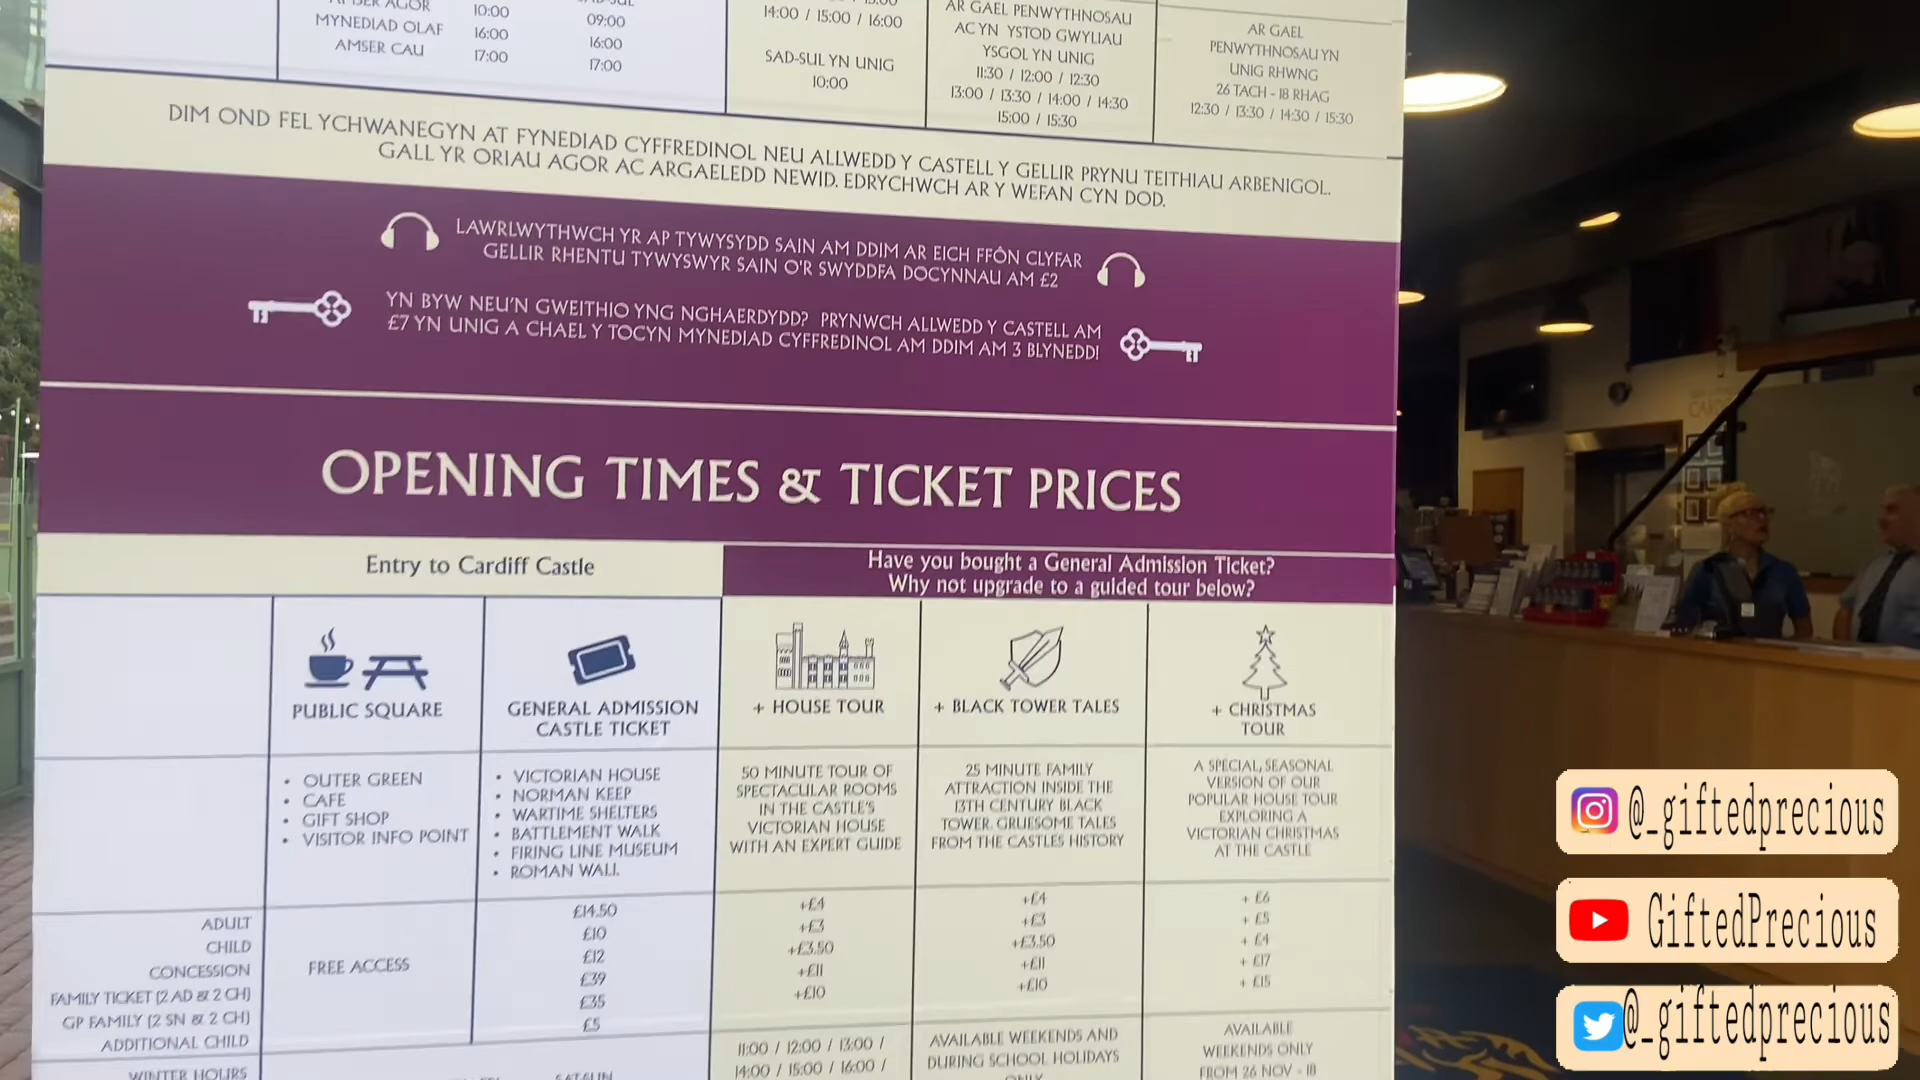 MYNEDIAD OLAF 16:00 16:00
AMSER CAU 17:00 17:00
10:00 09:00
14:00 / 15:00 / 16:00
SAD-SUL YN UNIG
10:00
AR GAEL PENWYTHNOSAU
AC YN YSTOD GWYLIAU
YSGOL YN UNIG
11:30 / 12:00 / 12:30
13:00 / 13:30 / 14:00 / 14:30
15:00 / 15:30
AR GAEL
PENWYTHNOSAU YN
UNIG RHWNG
26 TACH - 18 RHAG
12:30 / 13:30 / 14:30 / 15:30
DIM OND FEL YCHWANEGYN AT FYNEDIAD CYFFREDINOL NEU ALLWEDD Y CASTELL Y GELLIR PRYNU TEITHIAU ARBENIGOL.
GALL YR ORIAU AGOR AC ARGAELEDD NEWID. EDRYCHWCH AR Y WEFAN CYN DOD.
LAWRLWYTHWCH YR AP TYWYSYDD SAIN AM DDIM AR EICH FFÔN CLYFAR
GELLIR RHENTU TYWYSWYR SAIN O'R SWYDDFA DOCYNNAU AM £2
YN BYW NEU'N GWEITHIO YNG NGHAERDYDD? PRYNWCH ALLWEDD Y CASTELL AM
£7 YN UNIG A CHAEL Y TOCYN MYNEDIAD CYFFREDINOL AM DDIM AM 3 BLYNEDD!
OPENING TIMES & TICKET PRICES
Entry to Cardiff Castle
Have you bought a General Admission Ticket?
Why not upgrade to a guided tour below?
PUBLIC SQUARE
GENERAL ADMISSION
CASTLE TICKET
+ HOUSE TOUR
+ BLACK TOWER TALES
+ CHRISTMAS
TOUR
• OUTER GREEN
• CAFE
• GIFT SHOP
• VISITOR INFO POINT
• VICTORIAN HOUSE
• NORMAN KEEP
• WARTIME SHELTERS
• BATTLEMENT WALK
• FIRING LINE MUSEUM
• ROMAN WALL
50 MINUTE TOUR OF
SPECTACULAR ROOMS
IN THE CASTLE'S
VICTORIAN HOUSE
WITH AN EXPERT GUIDE
25 MINUTE FAMILY
ATTRACTION INSIDE THE
13TH CENTURY BLACK
TOWER. GRUESOME TALES
FROM THE CASTLES HISTORY
A SPECIAL, SEASONAL
VERSION OF OUR
POPULAR HOUSE TOUR
EXPLORING A
VICTORIAN CHRISTMAS
AT THE CASTLE
ADULT £14.50 +£4 +£4 + £6
CHILD £10 +£3 +£3 + £5
CONCESSION £12 +£3.50 +£3.50 + £4
FREE ACCESS
FAMILY TICKET (2 AD & 2 CH) £39 +£11 +£11 + £17
GP FAMILY (2 SN & 2 CH) £35 +£10 +£10 + £15
ADDITIONAL CHILD £5
WINTER HOURS
11:00 / 12:00 / 13:00 /
14:00 / 15:00 / 16:00 /
AVAILABLE WEEKENDS AND
DURING SCHOOL HOLIDAYS
ONLY
AVAILABLE
WEEKENDS ONLY
FROM 26 NOV - 18
@_giftedprecious
GiftedPrecious
@_giftedprecious